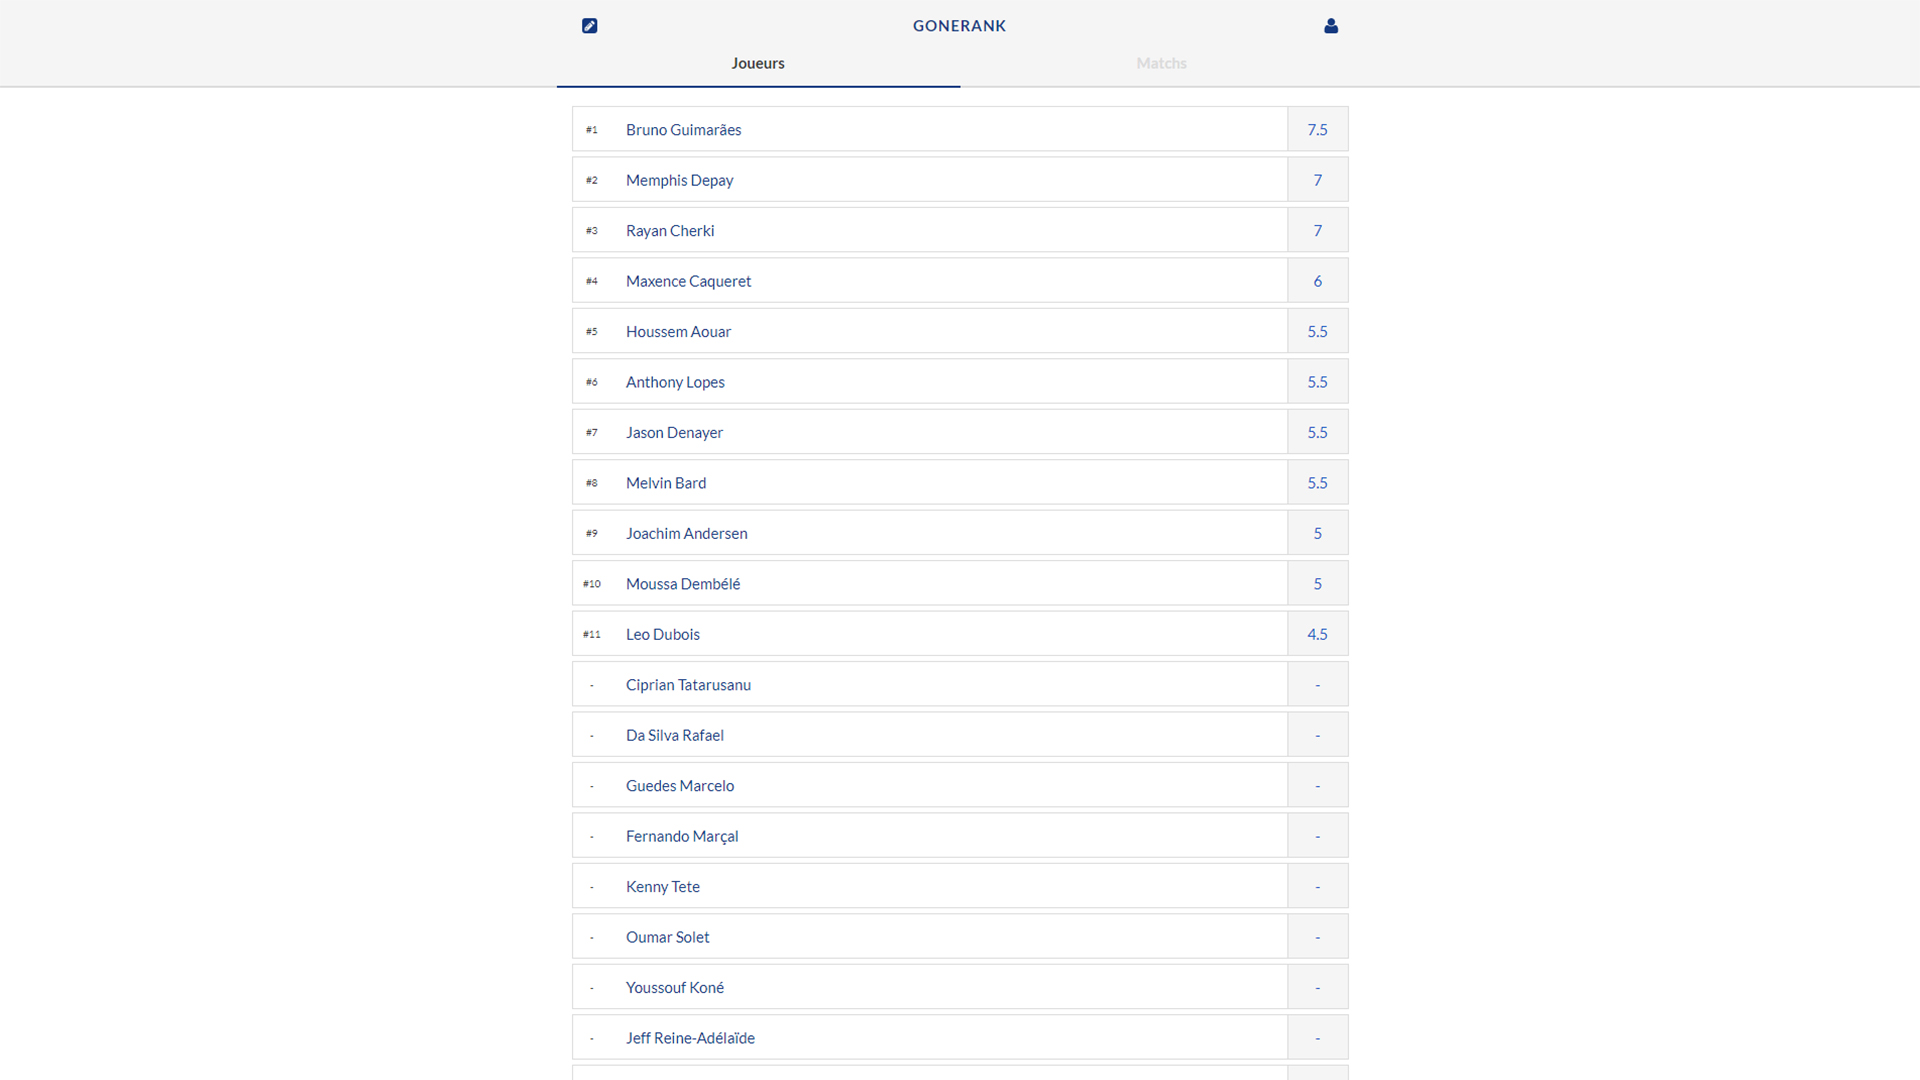 GONERANK
Joueurs Matchs
#1 Bruno Guimarães 7.5
#2 Memphis Depay 7
#3 Rayan Cherki 7
#4 Maxence Caqueret 6
#5 Houssem Aouar 5.5
#6 Anthony Lopes 5.5
#7 Jason Denayer 5.5
#8 Melvin Bard 5.5
#9 Joachim Andersen 5
#10 Moussa Dembélé 5
#11 Leo Dubois 4.5
- Ciprian Tatarusanu -
- Da Silva Rafael -
- Guedes Marcelo -
- Fernando Marçal -
- Kenny Tete -
- Oumar Solet -
- Youssouf Koné -
- Jeff Reine-Adélaïde -